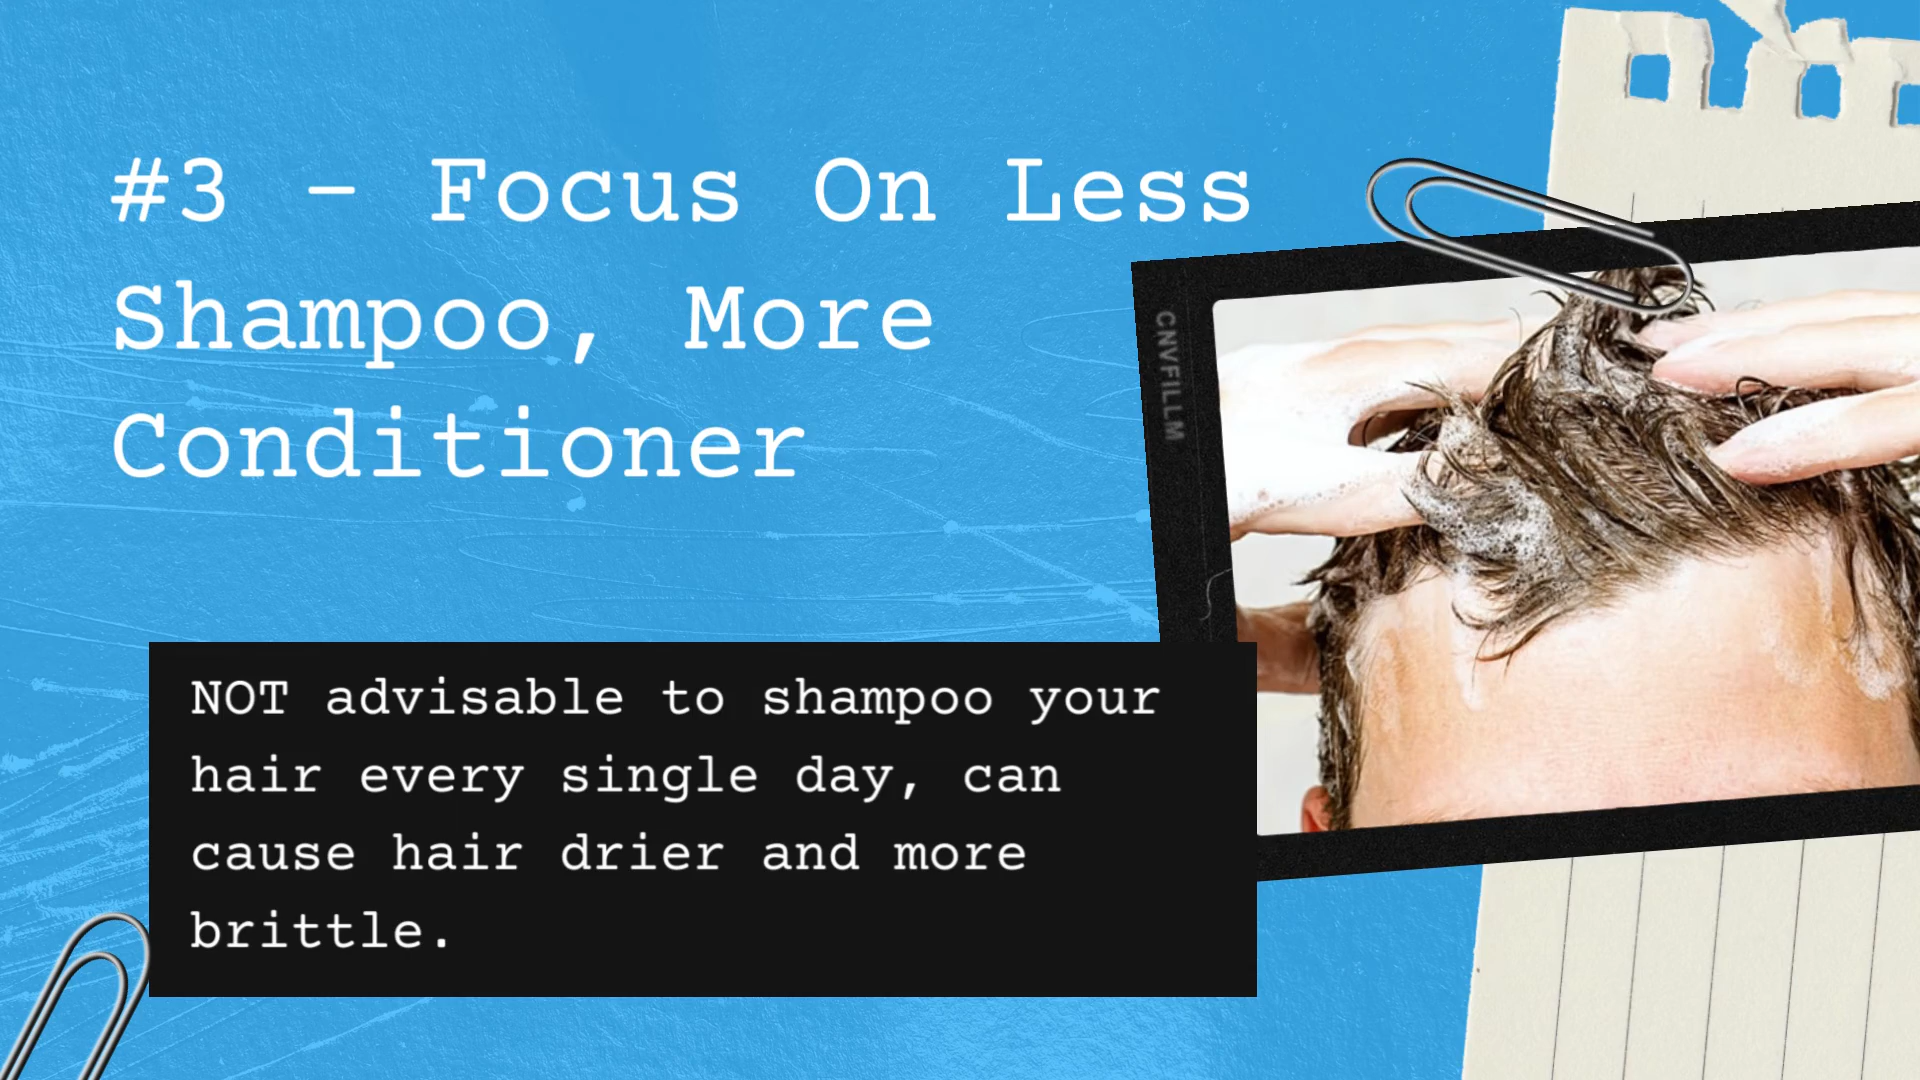 #3 – Focus On Less
Shampoo, More
Conditioner
CNVFILLM
NOT advisable to shampoo your
hair every single day, can
cause hair drier and more
brittle.